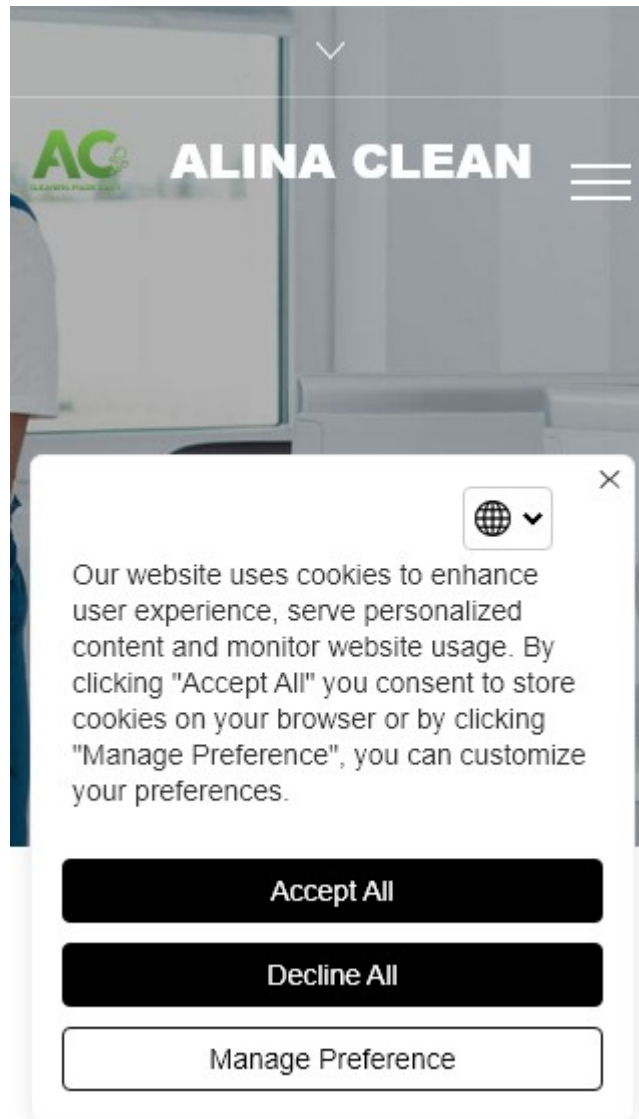 AC
ALINA CLEAN
Our website uses cookies to enhance
user experience, serve personalized
content and monitor website usage. By
clicking "Accept All" you consent to store
cookies on your browser or by clicking
"Manage Preference", you can customize
your preferences.
Accept All
Decline All
Manage Preference